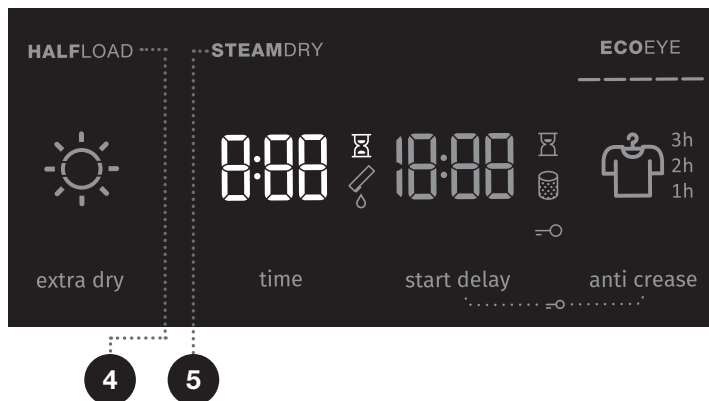 HALFLOAD STEAMDRY ECOEYE
8:88 18:88 3h
2h
1h
extra dry time start delay anti crease
4 5